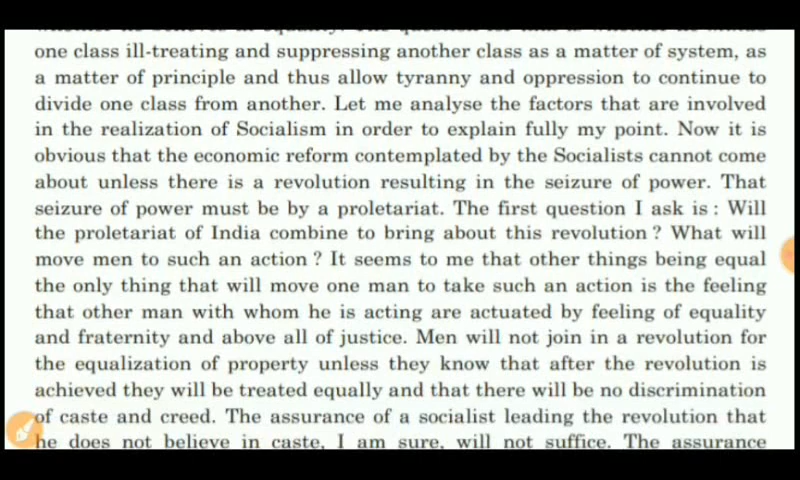 one class ill-treating and suppressing another class as a matter of system, as
a matter of principle and thus allow tyranny and oppression to continue to
divide one class from another. Let me analyse the factors that are involved
in the realization of Socialism in order to explain fully my point. Now it is
obvious that the economic reform contemplated by the Socialists cannot come
about unless there is a revolution resulting in the seizure of power. That
seizure of power must be by a proletariat. The first question I ask is : Will
the proletariat of India combine to bring about this revolution ? What will
move men to such an action ? It seems to me that other things being equal
the only thing that will move one man to take such an action is the feeling
that other man with whom he is acting are actuated by feeling of equality
and fraternity and above all of justice. Men will not join in a revolution for
the equalization of property unless they know that after the revolution is
achieved they will be treated equally and that there will be no discrimination
of caste and creed. The assurance of a socialist leading the revolution that
he does not believe in caste, I am sure, will not suffice. The assurance